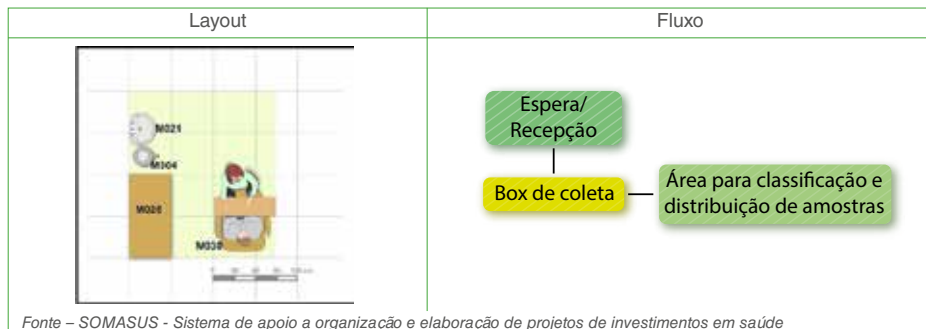 Layout
Fluxo
M021
M304
M026
M030
Espera/
Recepção
Box de coleta
Área para classificação e
distribuição de amostras
Fonte – SOMASUS - Sistema de apoio a organização e elaboração de projetos de investimentos em saúde